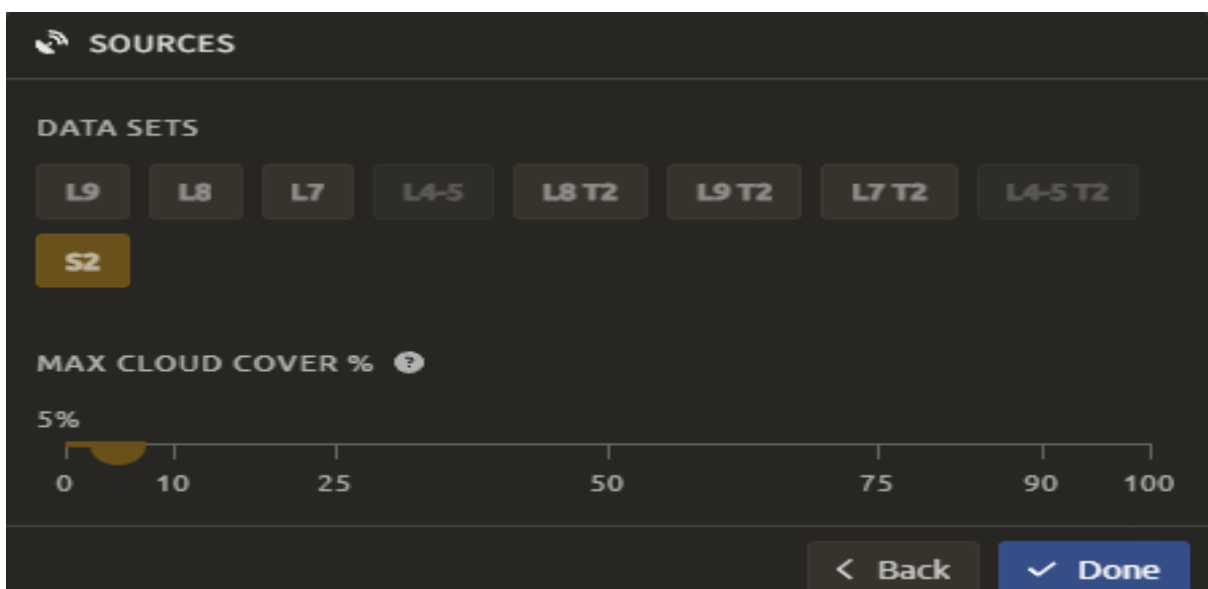 SOURCES
DATA SETS
L9 L8 L7 L4-5 L8 T2 L9 T2 L7 T2 L4-5 T2
S2
MAX CLOUD COVER % ?
5%
0 10 25 50 75 90 100
Back Done